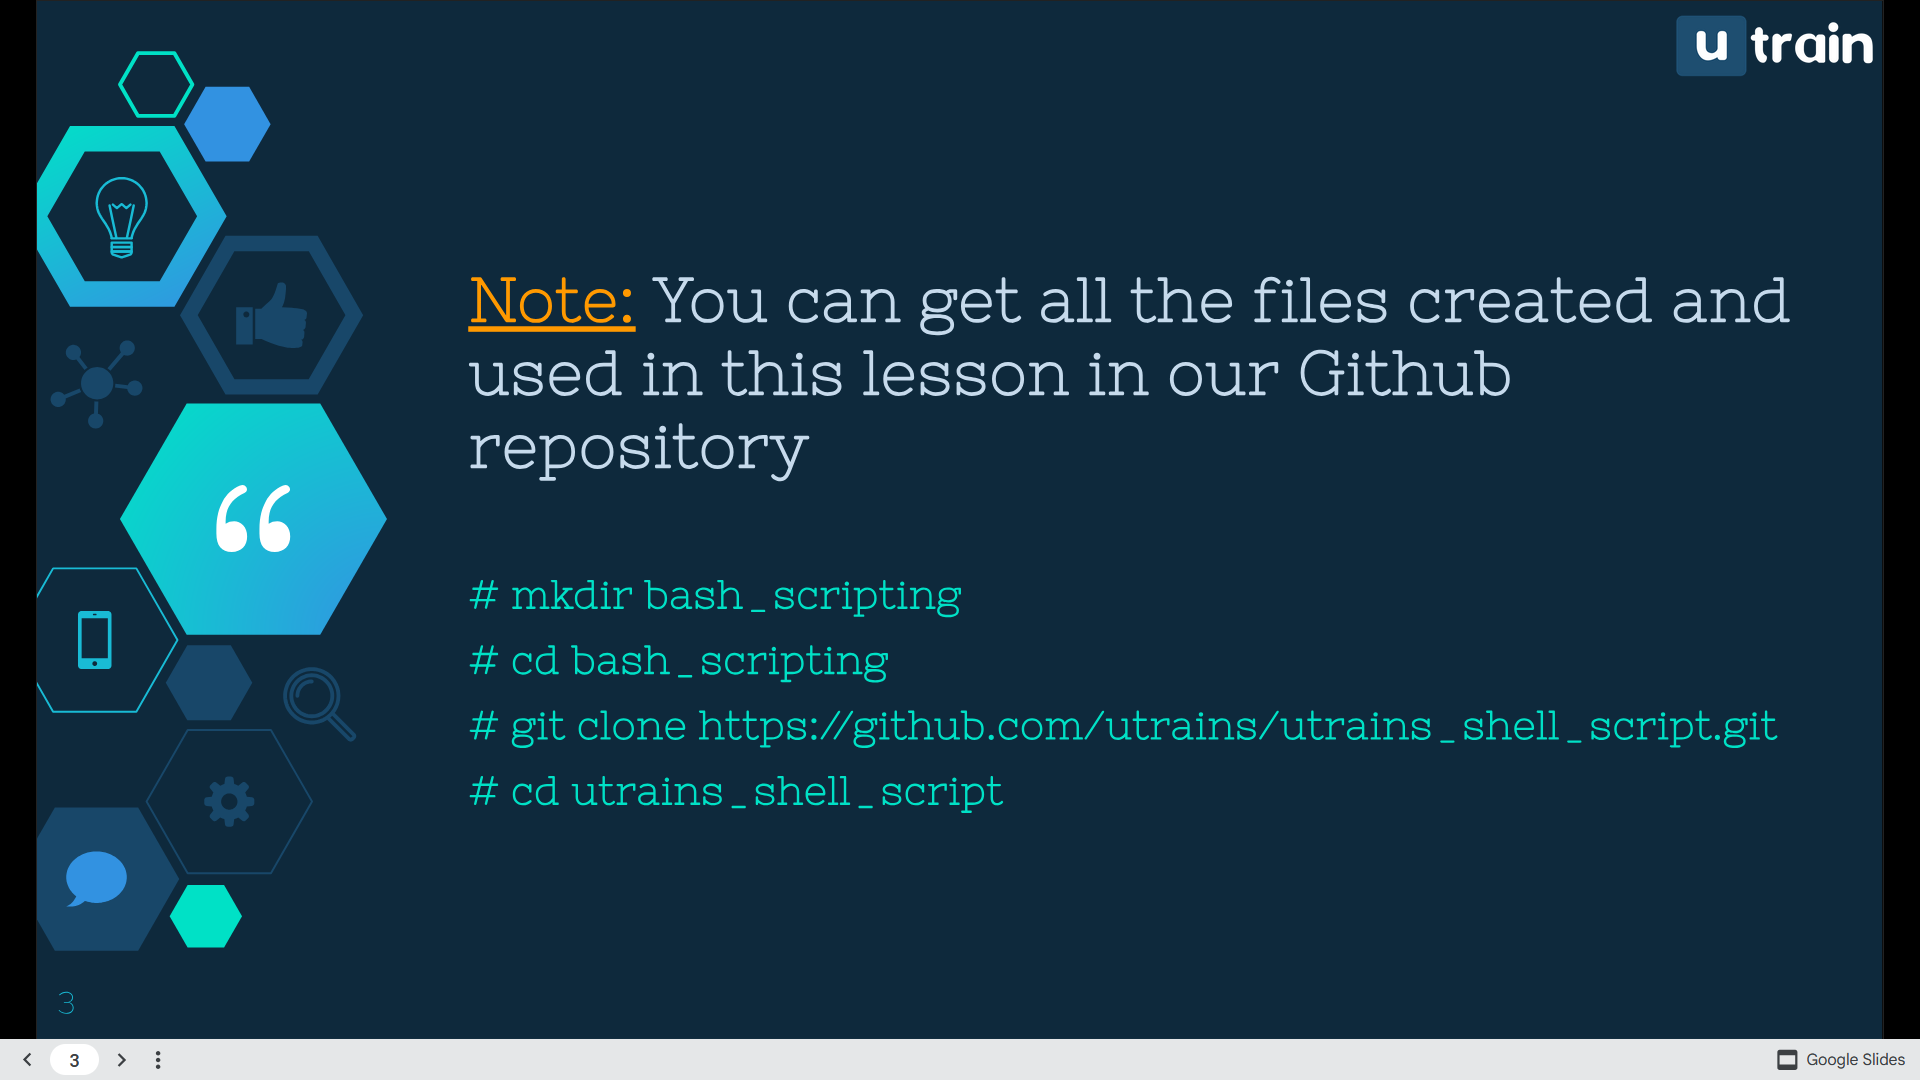 u train
Note: You can get all the files created and
used in this lesson in our Github
repository
# mkdir bash_scripting
# cd bash_scripting
# git clone https://github.com/utrains/utrains_shell_script.git
# cd utrains_shell_script
3
3
Google Slides